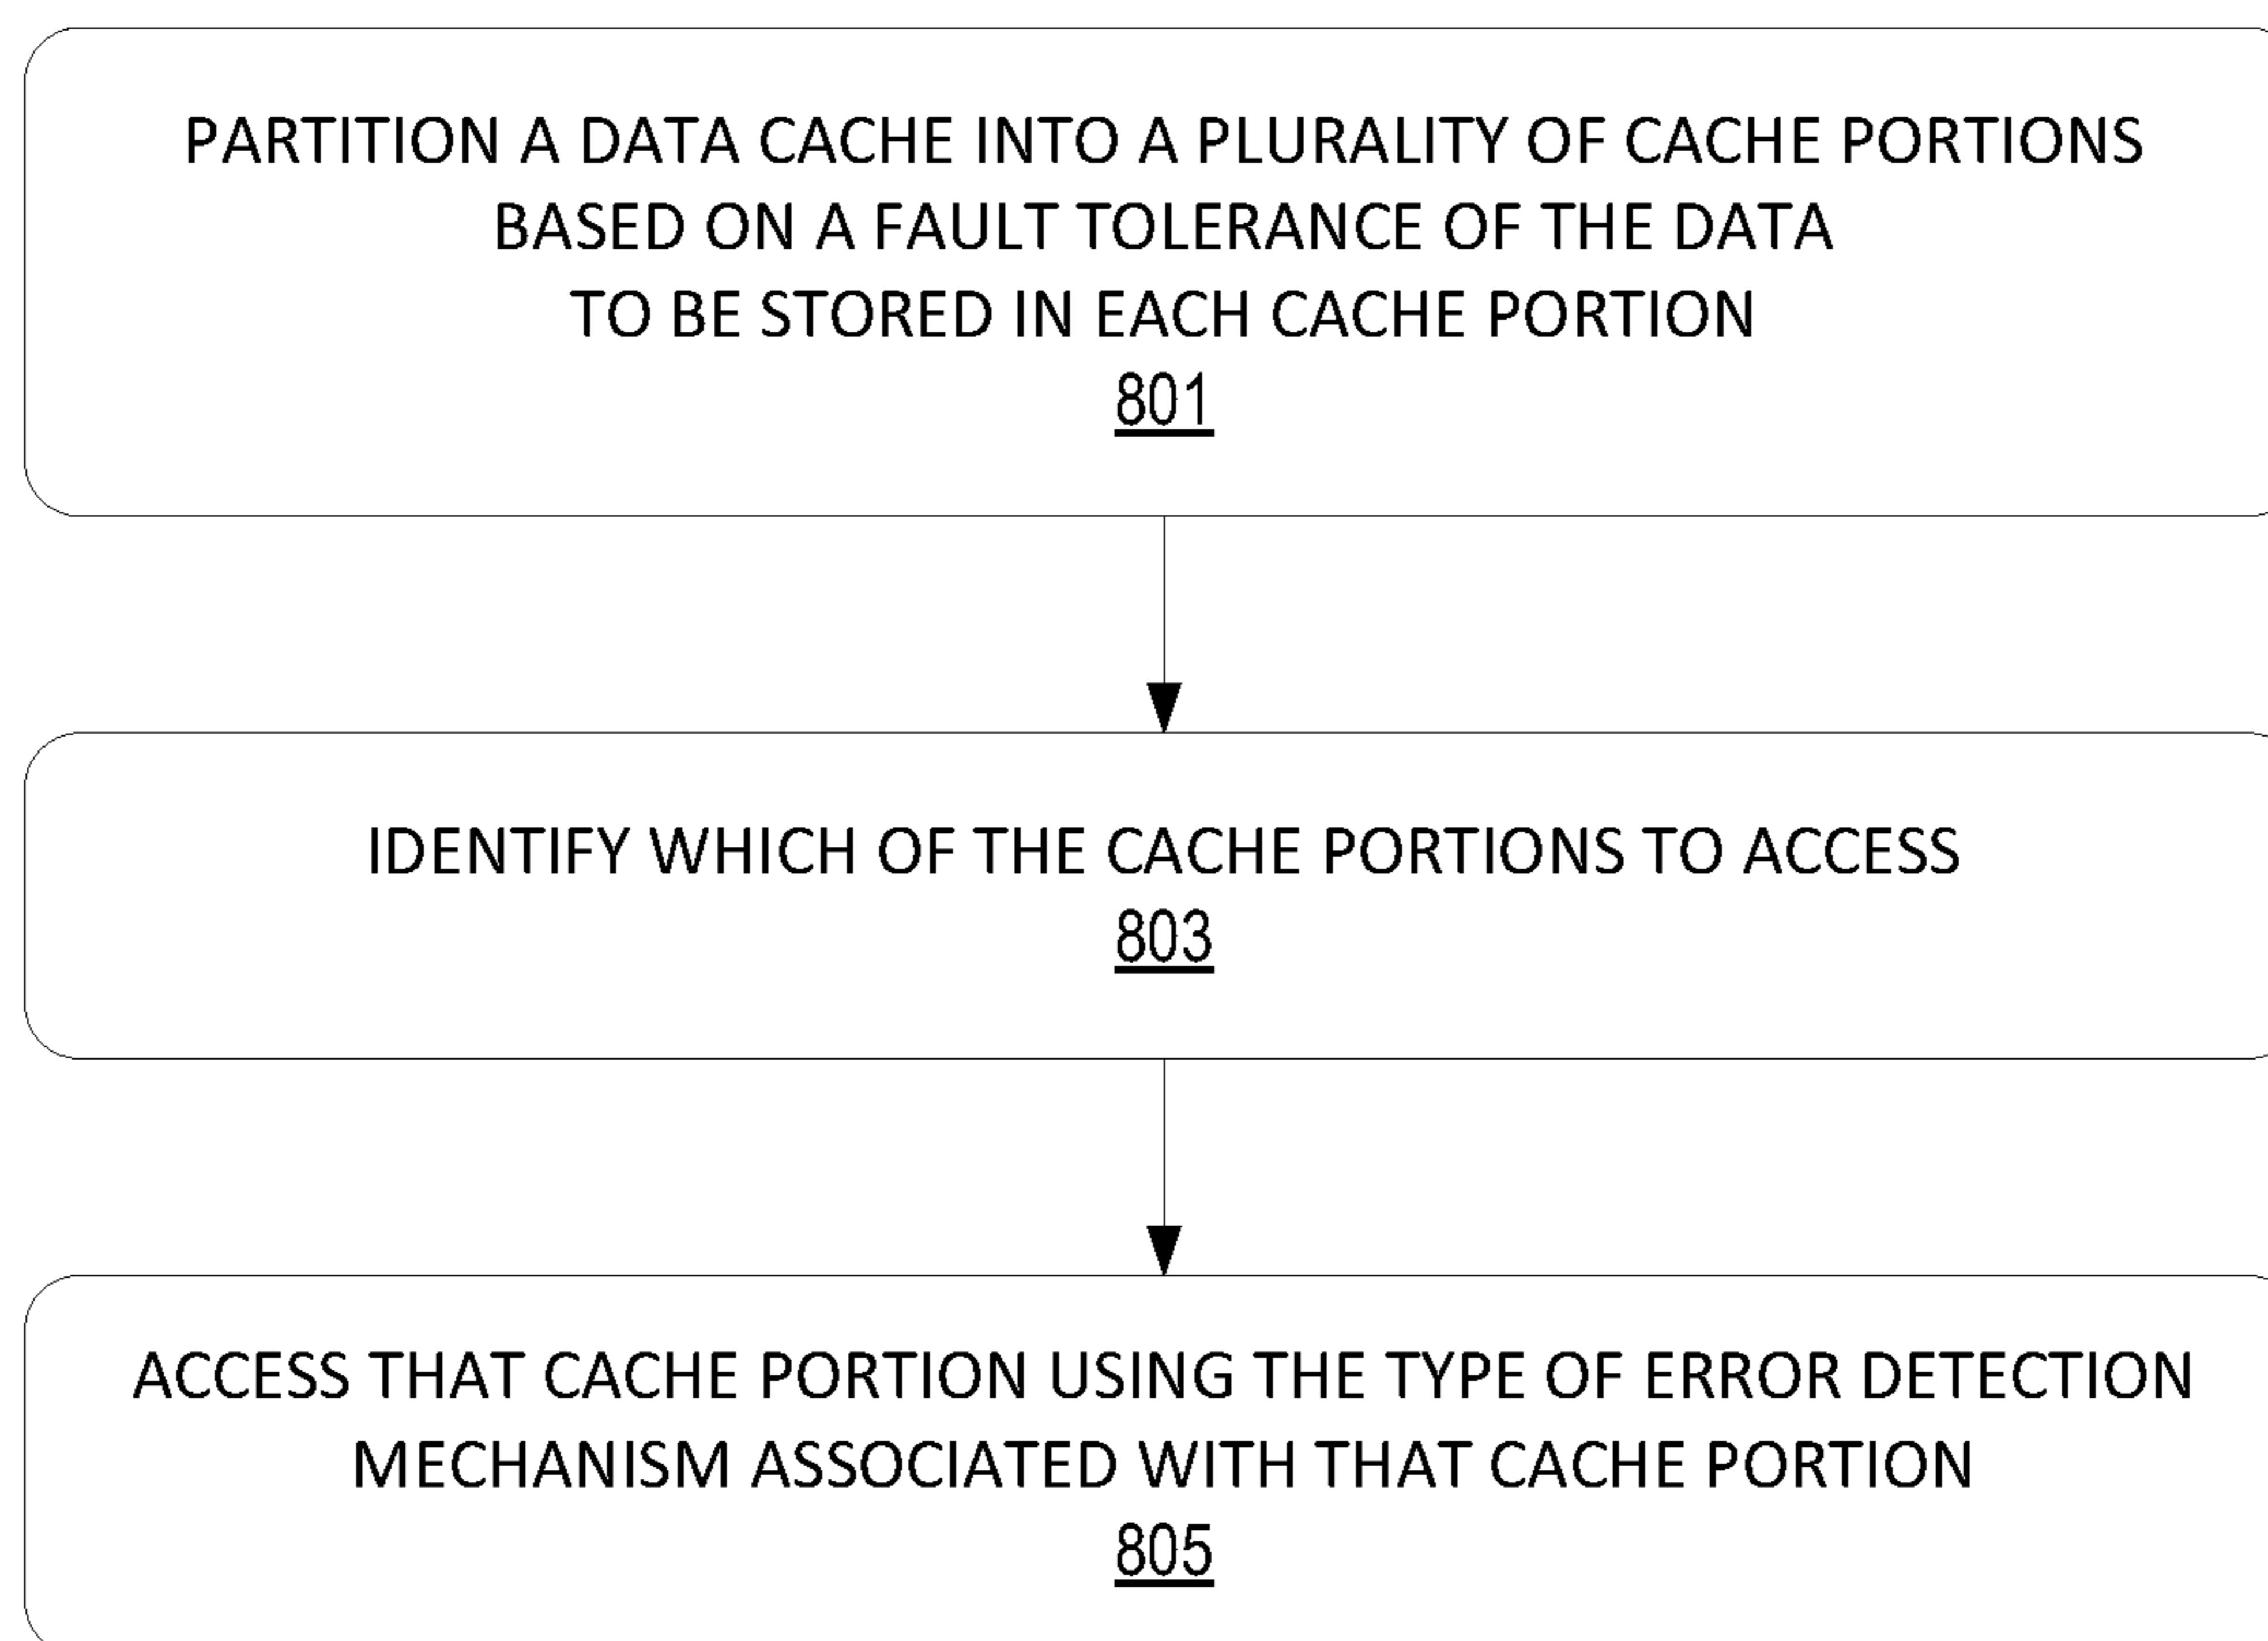 PARTITION A DATA CACHE INTO A PLURALITY OF CACHE PORTIONS
BASED ON A FAULT TOLERANCE OF THE DATA
TO BE STORED IN EACH CACHE PORTION
801
IDENTIFY WHICH OF THE CACHE PORTIONS TO ACCESS
803
ACCESS THAT CACHE PORTION USING THE TYPE OF ERROR DETECTION
MECHANISM ASSOCIATED WITH THAT CACHE PORTION
805